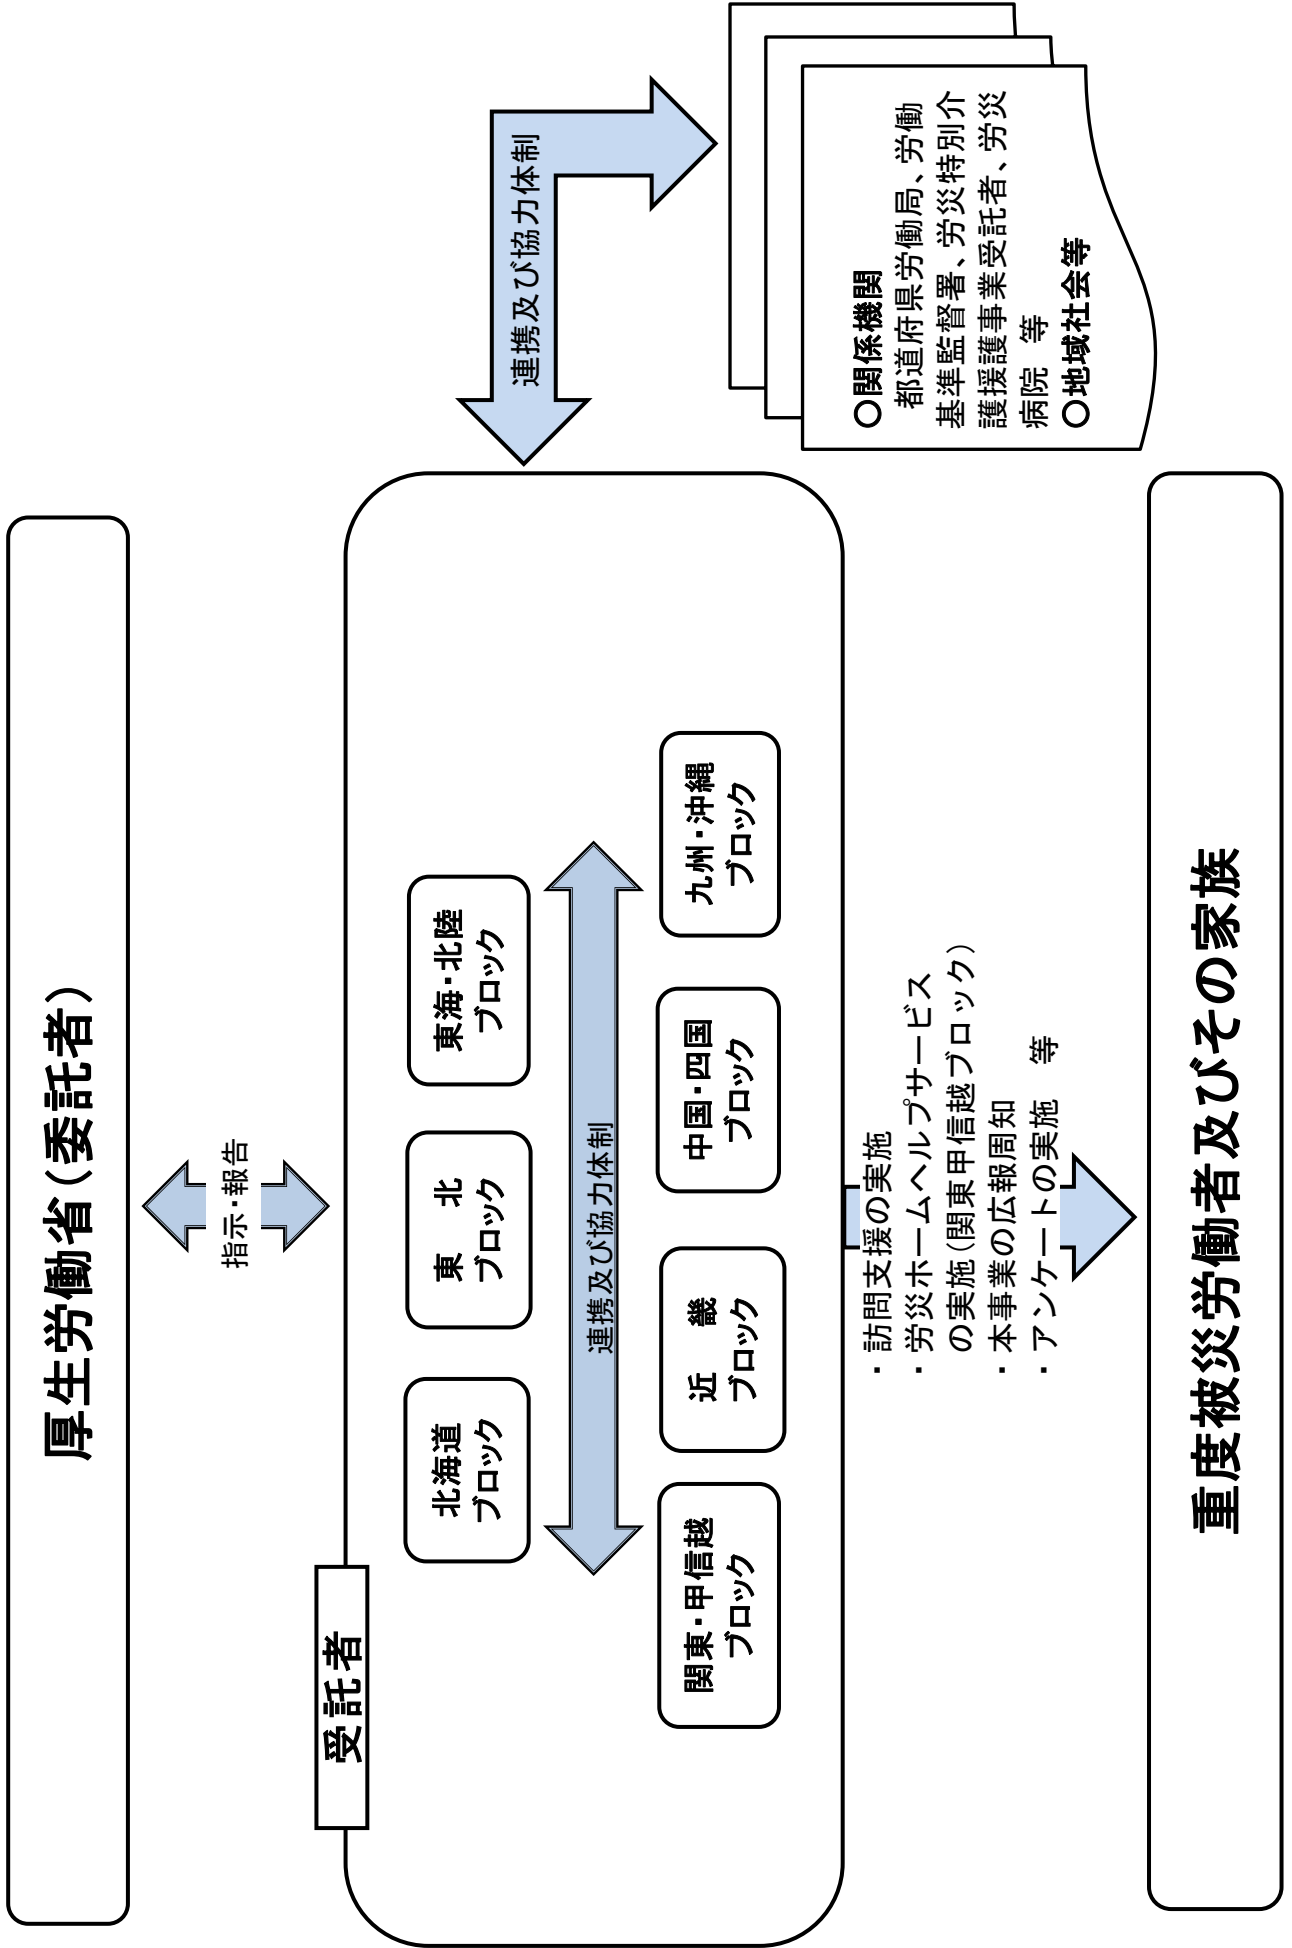 厚生労働省（委託者）
指示・報告
受託者
北海道
ブロック
東　北
ブロック
東海・北陸
ブロック
連携及び協力体制
関東・甲信越
ブロック
近　畿
ブロック
中国・四国
ブロック
九州・沖縄
ブロック
連携及び協力体制
○関係機関
都道府県労働局、労働
基準監督署、労災特別介
護援護事業受託者、労災
病院　等
○地域社会等
・訪問支援の実施
・労災ホームヘルプサービス
の実施（関東甲信越ブロック）
・本事業の広報周知
・アンケートの実施　等
重度被災労働者及びその家族